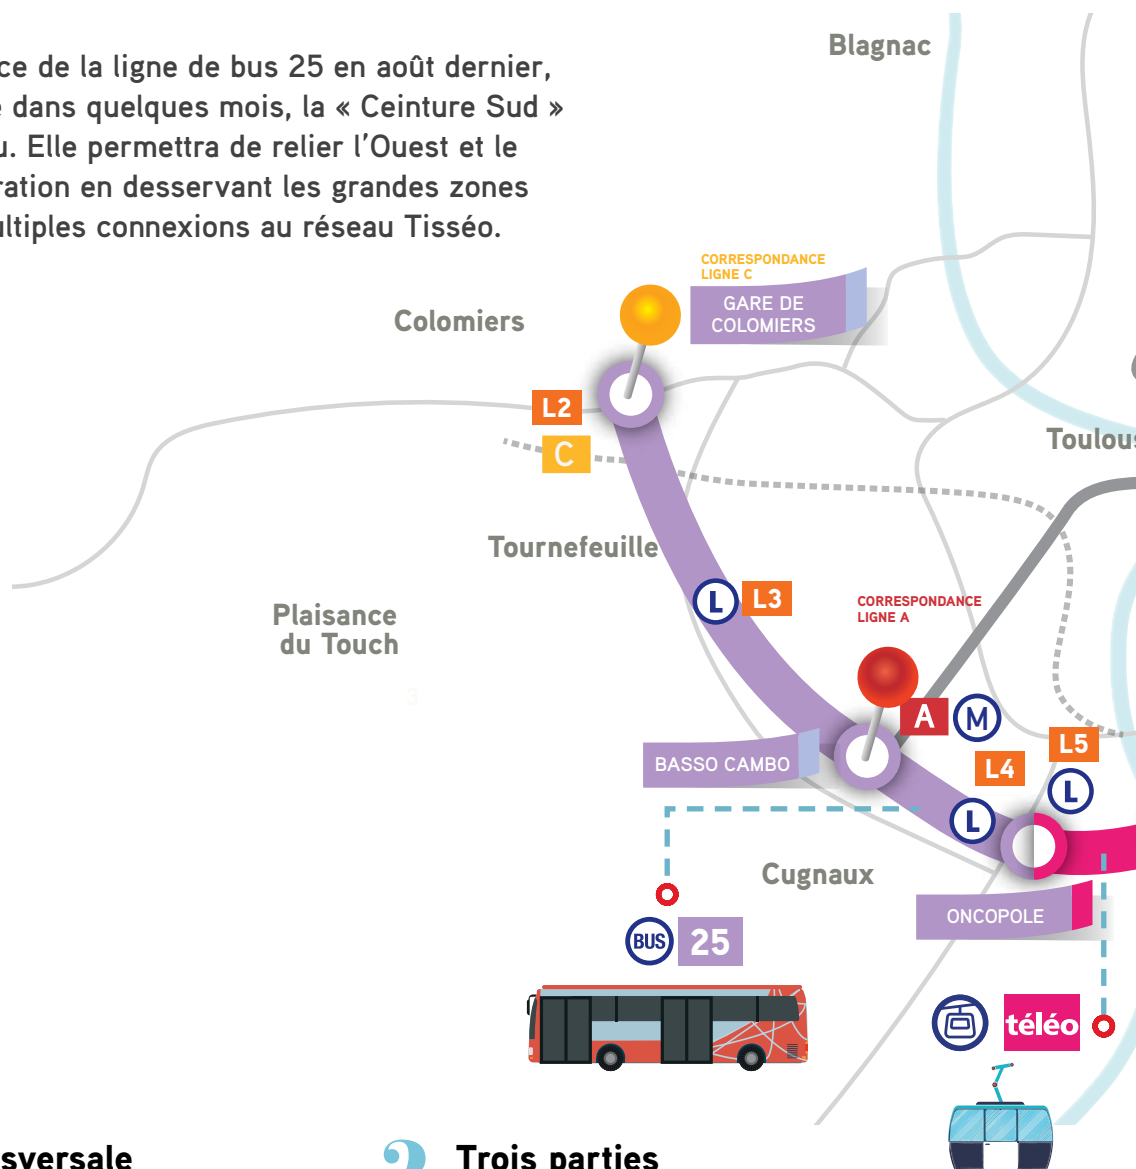 ce de la ligne de bus 25 en août dernier,
dans quelques mois, la « Ceinture Sud »
u. Elle permettra de relier l'Ouest et le
ration en desservant les grandes zones
ultiples connexions au réseau Tisséo.
Blagnac
CORRESPONDANCE
LIGNE C
GARE DE
COLOMIERS
Colomiers
L2
C
Toulous
Tournefeuille
L L3
CORRESPONDANCE
LIGNE A
Plaisance
du Touch
3
A M
L5
BASSO CAMBO
L4
L
L
Cugnaux
ONCOPOLE
BUS 25
téléo
sversale
2 Trois parties